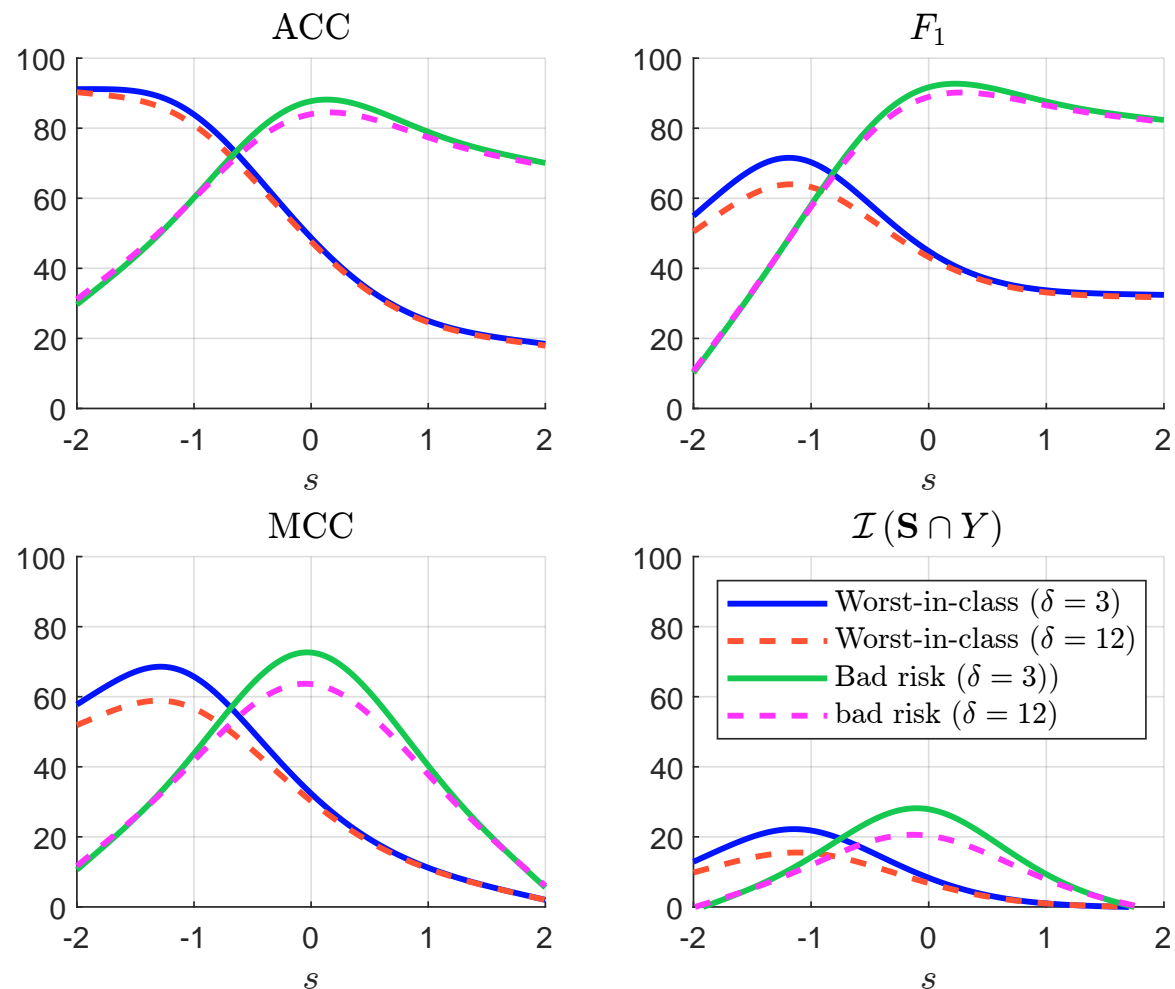 ACC
100
80
60
40
20
0
-2 -1 0 1 2
s
F₁
100
80
60
40
20
0
-2 -1 0 1 2
s
MCC
100
80
60
40
20
0
-2 -1 0 1 2
s
𝓘 (𝐒 ∩ Y)
100
80
60
40
20
0
-2 -1 0 1 2
s
Worst-in-class (δ = 3)
Worst-in-class (δ = 12)
Bad risk (δ = 3))
bad risk (δ = 12)